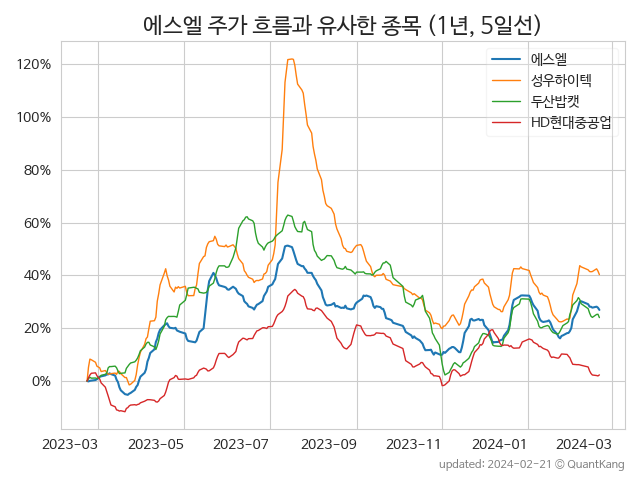 에스엘 주가 흐름과 유사한 종목 (1년, 5일선)
에스엘
성우하이텍
두산밥캣
HD현대중공업
120%
100%
80%
60%
40%
20%
0%
2023-03 2023-05 2023-07 2023-09 2023-11 2024-01 2024-03
updated: 2024-02-21 © QuantKang